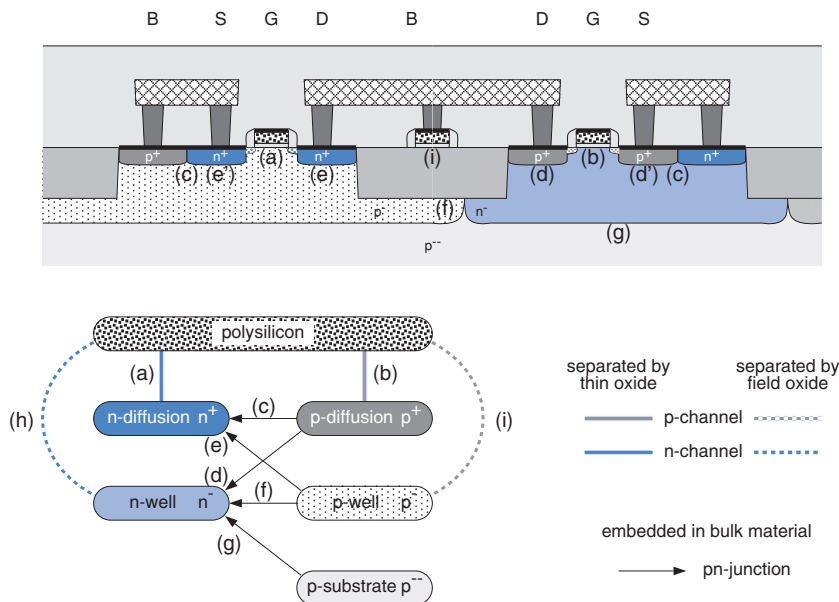 B S G D B D G S
p+ n+ p+ p+ n+
(a) (i) (b)
(c) (e') (e) (d) (d') (c)
p- (f) n-
(g)
p--
polysilicon
(a) (b)
separated by thin oxide
separated by field oxide
(h) n-diffusion n+ (c) p-diffusion p+ (i)
p-channel
n-channel
(e)
(d)
n-well n- (f) p-well p-
(g)
embedded in bulk material
pn-junction
p-substrate p--